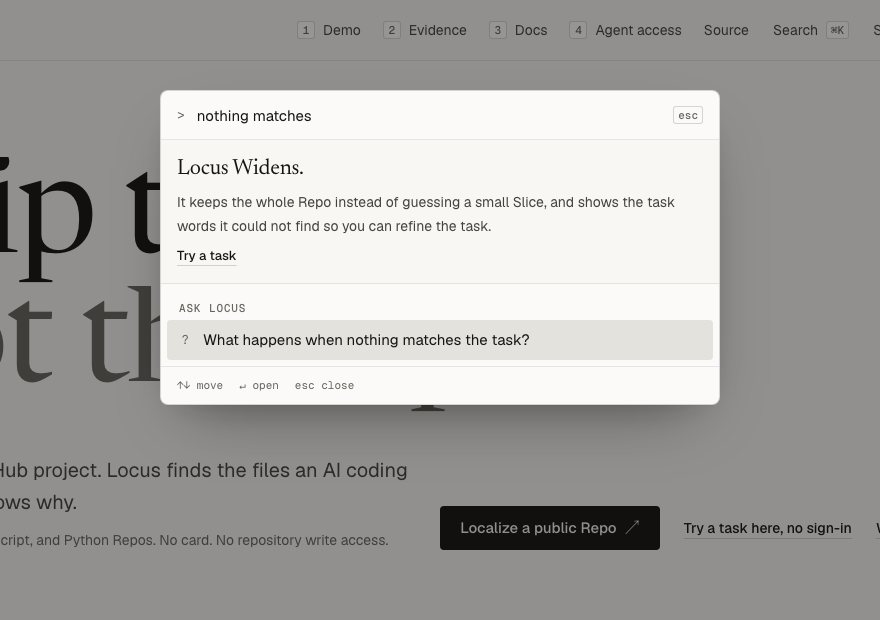 1 Demo 2 Evidence 3 Docs 4 Agent access Source Search ⌘K S
> nothing matches esc
Locus Widens.
It keeps the whole Repo instead of guessing a small Slice, and shows the task
words it could not find so you can refine the task.
Try a task
ASK LOCUS
? What happens when nothing matches the task?
↑↓ move ↵ open esc close
ip t
ot th
Hub project. Locus finds the files an AI coding
ows why.
cript, and Python Repos. No card. No repository write access.
Localize a public Repo ↗ Try a task here, no sign-in